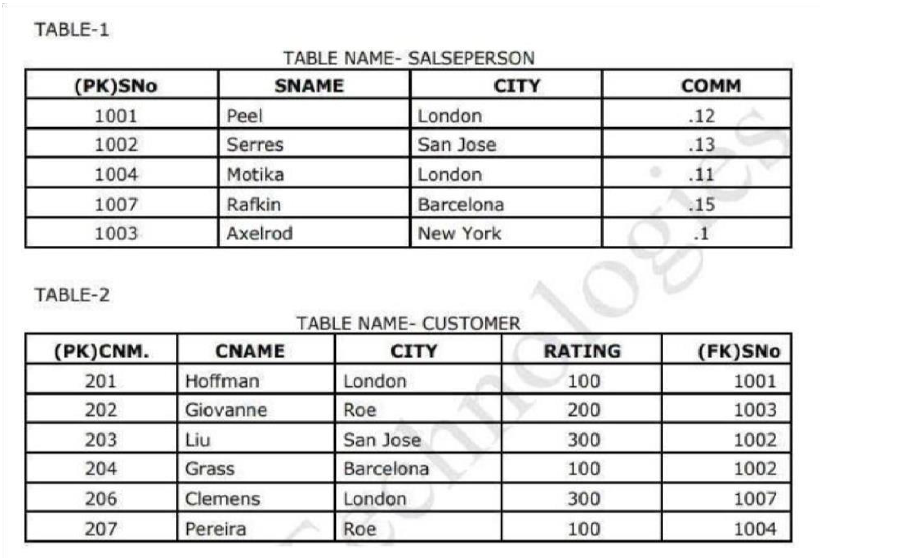 TABLE-1
TABLE NAME- SALSEPERSON
(PK)SNo SNAME CITY COMM
1001 Peel London .12
1002 Serres San Jose .13
1004 Motika London .11
1007 Rafkin Barcelona .15
1003 Axelrod New York .1
TABLE-2
TABLE NAME- CUSTOMER
(PK)CNM. CNAME CITY RATING (FK)SNo
201 Hoffman London 100 1001
202 Giovanne Roe 200 1003
203 Liu San Jose 300 1002
204 Grass Barcelona 100 1002
206 Clemens London 300 1007
207 Pereira Roe 100 1004
Technologies